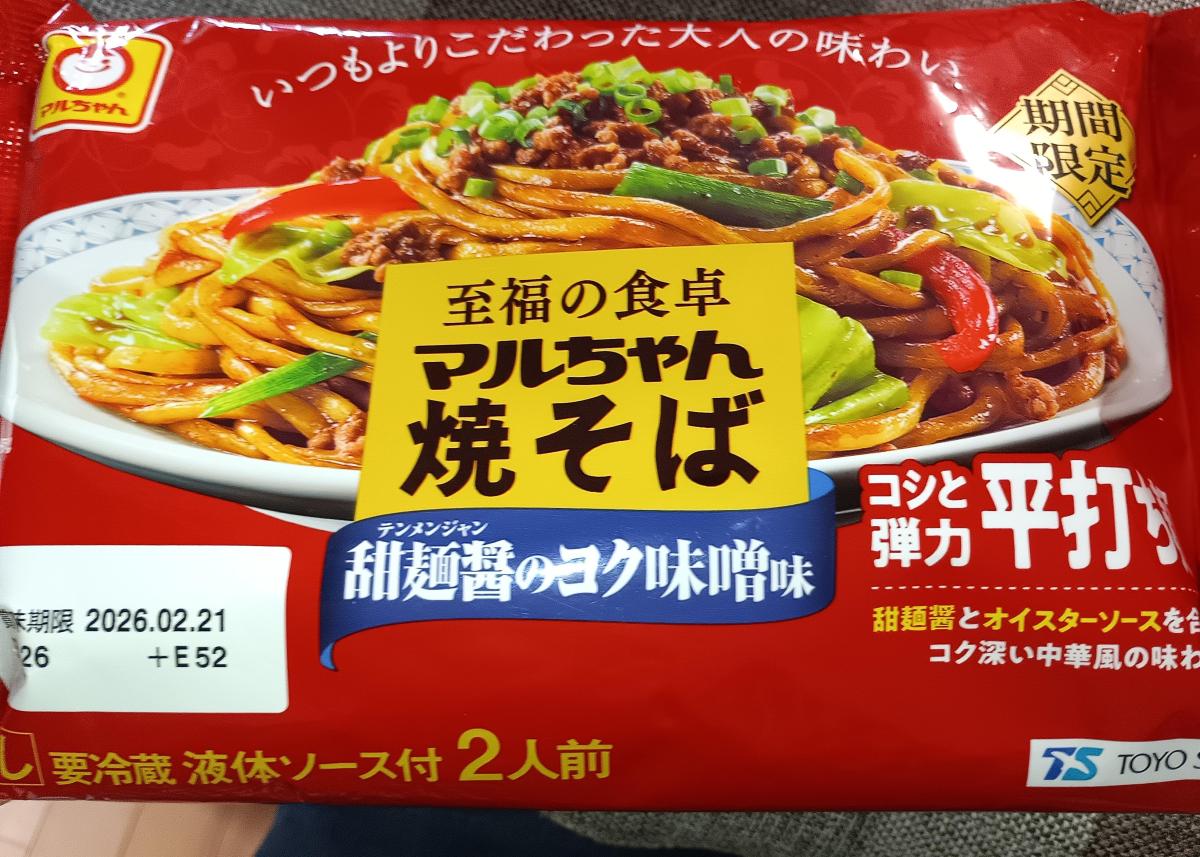 いつもよりこだわった大人の味わい
マルちゃん
期間
限定
至福の食卓
マルちゃん
焼そば
テンメンジャン
甜麺醤のコク味噌味
コシと
弾力
平打ち
甜麺醤とオイスターソースを
コク深い中華風の味わ
味期限 2026.02.21
26 +E52
し 要冷蔵 液体ソース付 2人前
TS TOYO S